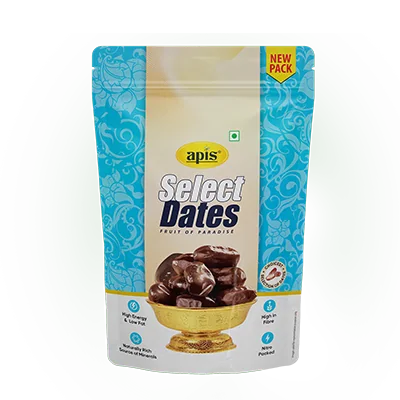 NEW
PACK
apis®
Select
Dates
FRUIT OF PARADISE
High Energy
& Low Fat
High in
Fibre
Naturally Rich
Source of Minerals
Nitro
Packed